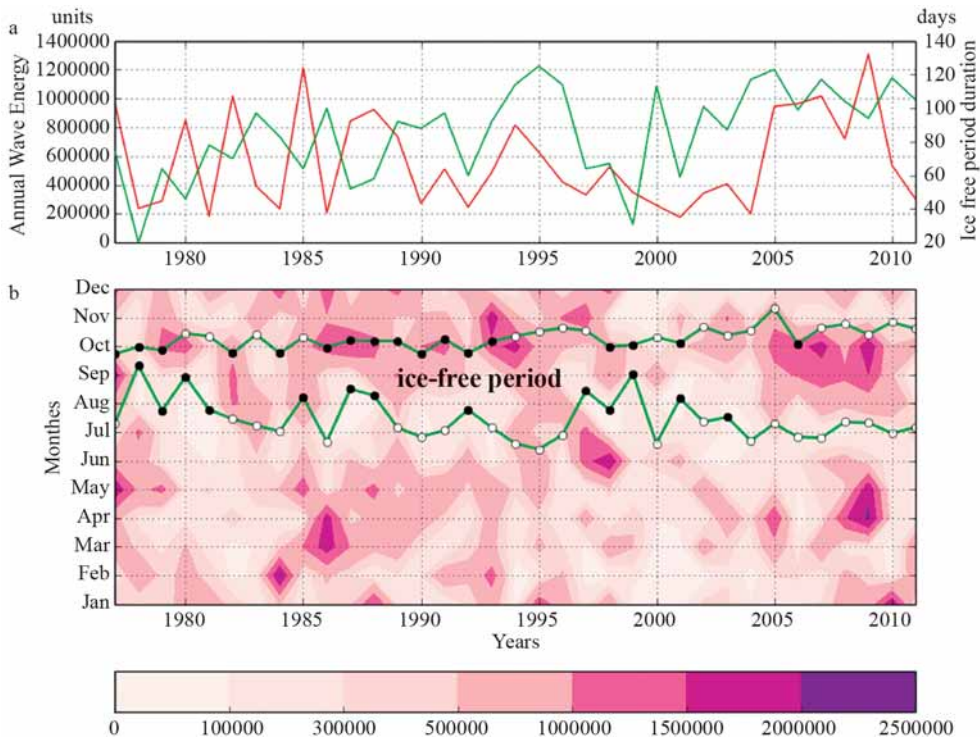 units
days
a
1400000
1200000
1000000
800000
600000
400000
200000
0
Annual Wave Energy
140
120
100
80
60
40
20
Ice free period duration
1980 1985 1990 1995 2000 2005 2010
b
Dec
Nov
Oct
Sep
Aug
Jul
Jun
May
Apr
Mar
Feb
Jan
Monthes
ice-free period
1980 1985 1990 1995 2000 2005 2010
Years
0 100000 300000 500000 1000000 1500000 2000000 2500000